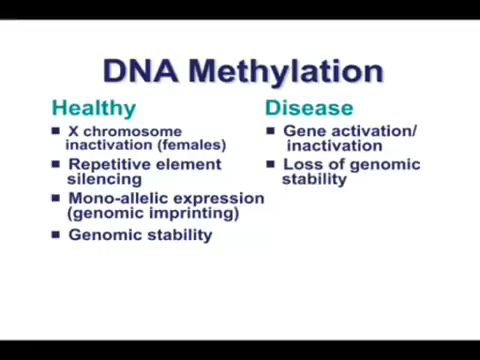 DNA Methylation
Healthy
■ X chromosome
inactivation (females)
■ Repetitive element
silencing
■ Mono-allelic expression
(genomic imprinting)
■ Genomic stability
Disease
■ Gene activation/
inactivation
■ Loss of genomic
stability